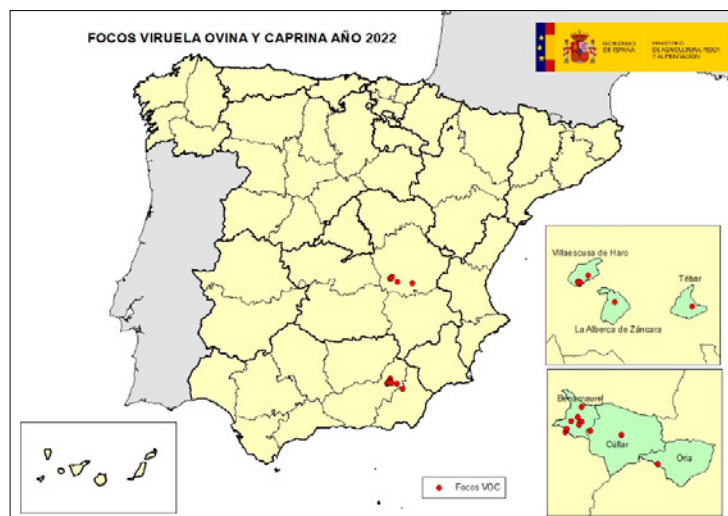 FOCOS VIRUELA OVINA Y CAPRINA AÑO 2022
GOBIERNO
DE ESPAÑA
MINISTERIO
DE AGRICULTURA, PESCA
Y ALIMENTACIÓN
Villaescusa de Haro
Tébar
La Alberca de Záncara
Benamaurel
Cúllar
Oria
Focos VOC